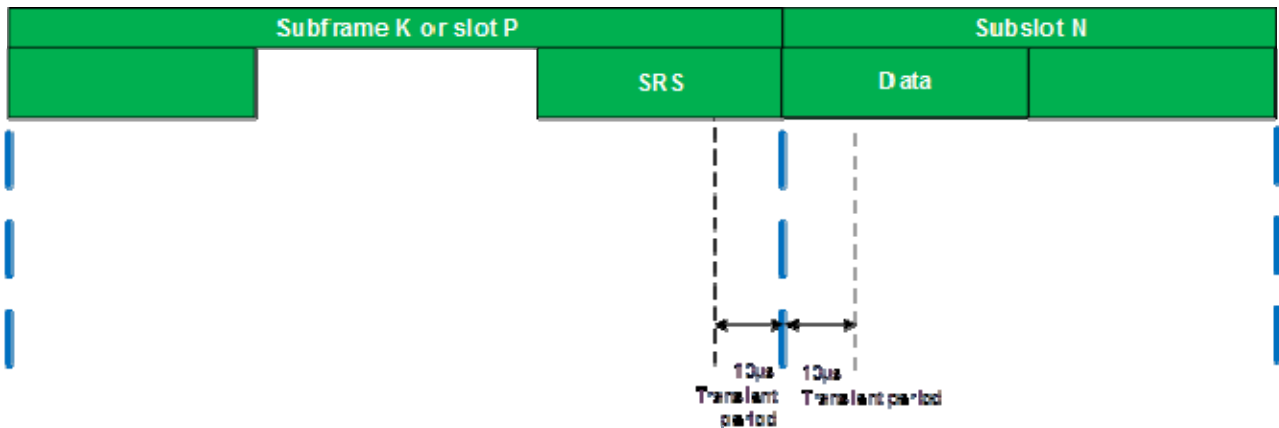 Subframe K or slot P
Subslot N
SRS
Data
10µs
Transient
period
10µs
Transient period